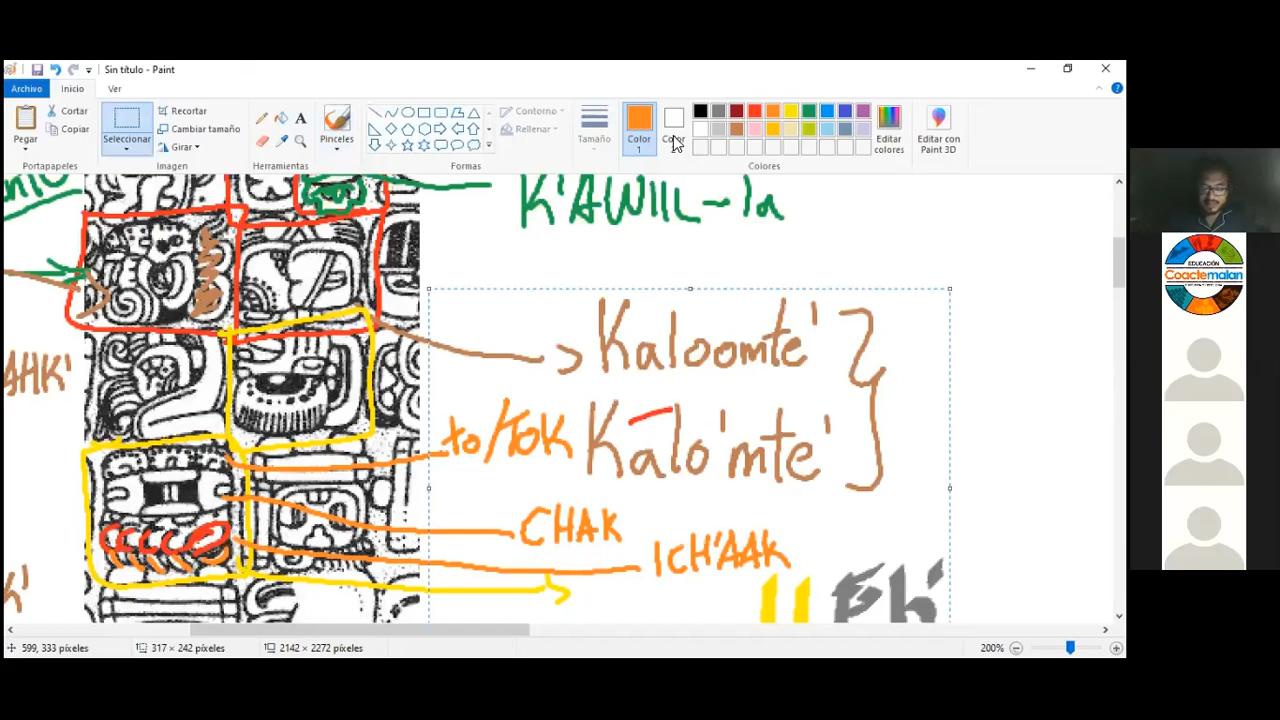 Sin título - Paint
Archivo Inicio Ver
Pegar
Cortar
Copiar
Portapapeles
Seleccionar
Recortar
Cambiar tamaño
Girar
Imagen
A
Herramientas
Pinceles
Contorno
Rellenar
Formas
Tamaño
Color
1
Color
Editar
colores
Editar con
Paint 3D
Colores
K'AWIIL-la
Kaloomte'
AHK'
to/TOK Kalo'mte'
CHAK
ICH'AAK
K'
599, 333 píxeles
317 × 242 píxeles
2142 × 2272 píxeles
200%
EDUCACIÓN
Coactemalan